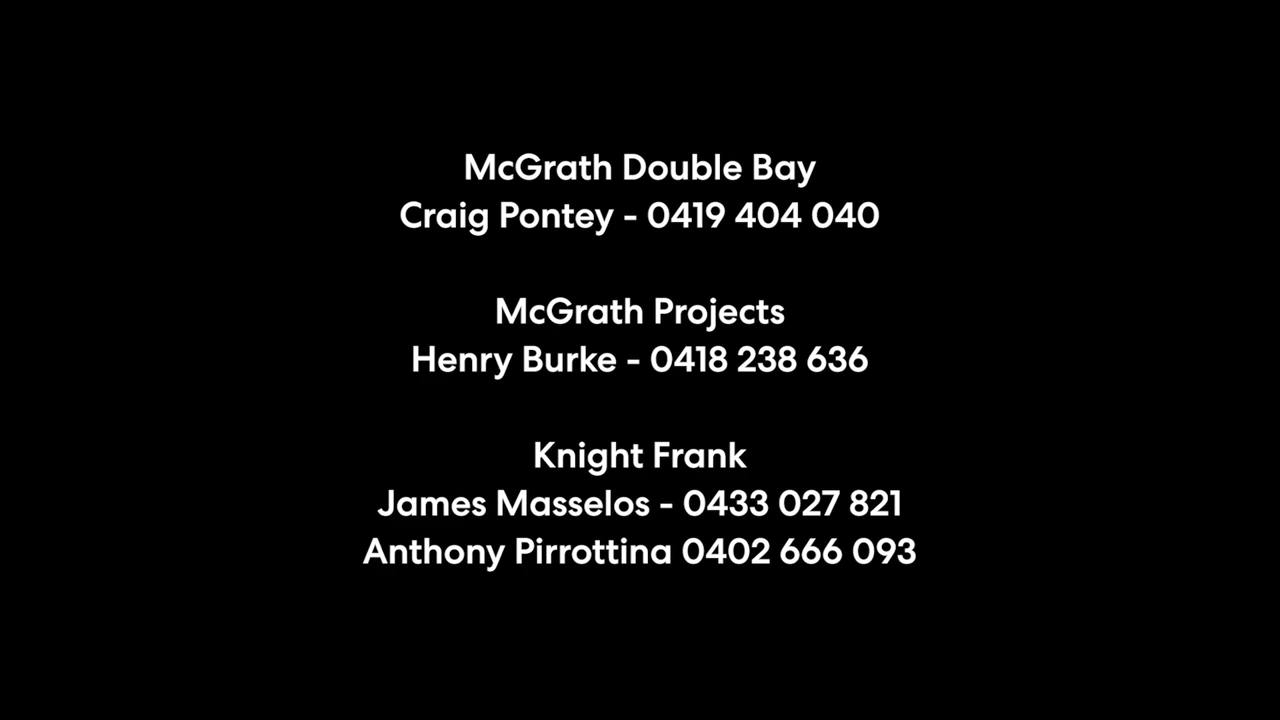 McGrath Double Bay
Craig Pontey - 0419 404 040
McGrath Projects
Henry Burke - 0418 238 636
Knight Frank
James Masselos - 0433 027 821
Anthony Pirrottina 0402 666 093